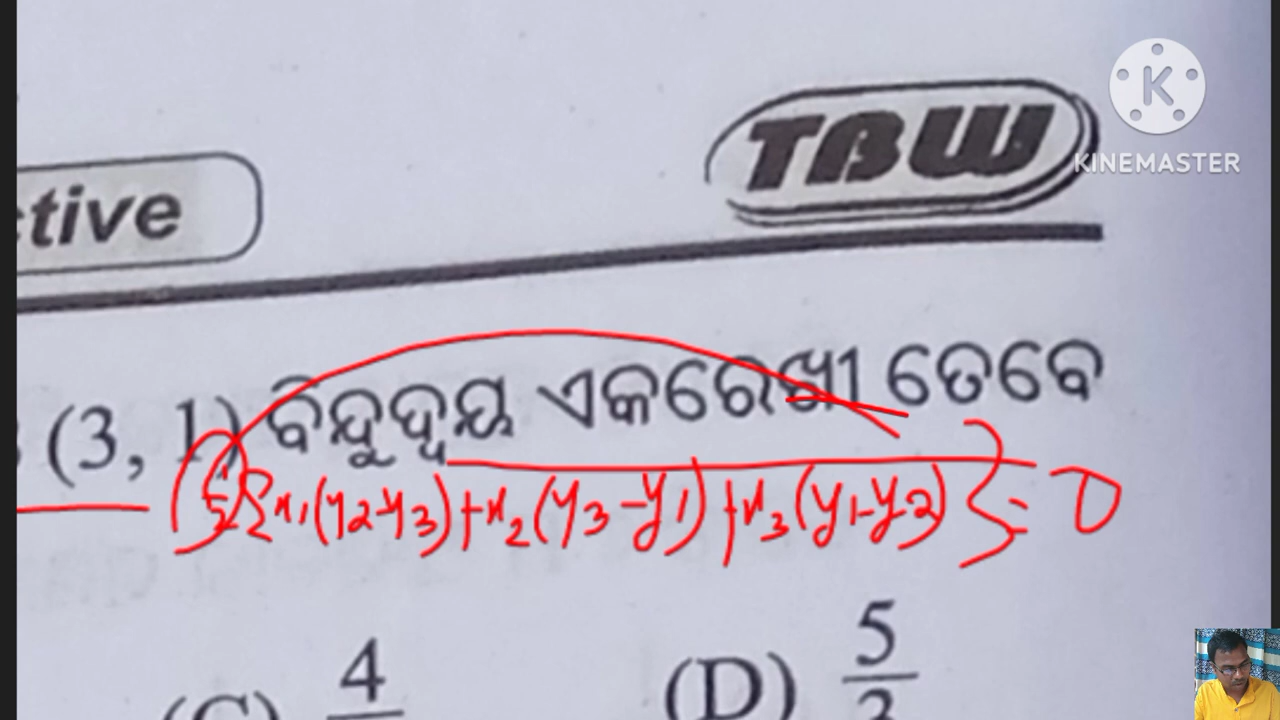 TBW
KINEMASTER
tive
(3, 1) ବିନ୍ଦୁଦ୍ୱୟ ଏକରେଖୀ ତେବେ
½{x₁(y₂-y₃)+x₂(y₃-y₁)+x₃(y₁-y₂)}=0
(C) 4
(D) 5/3